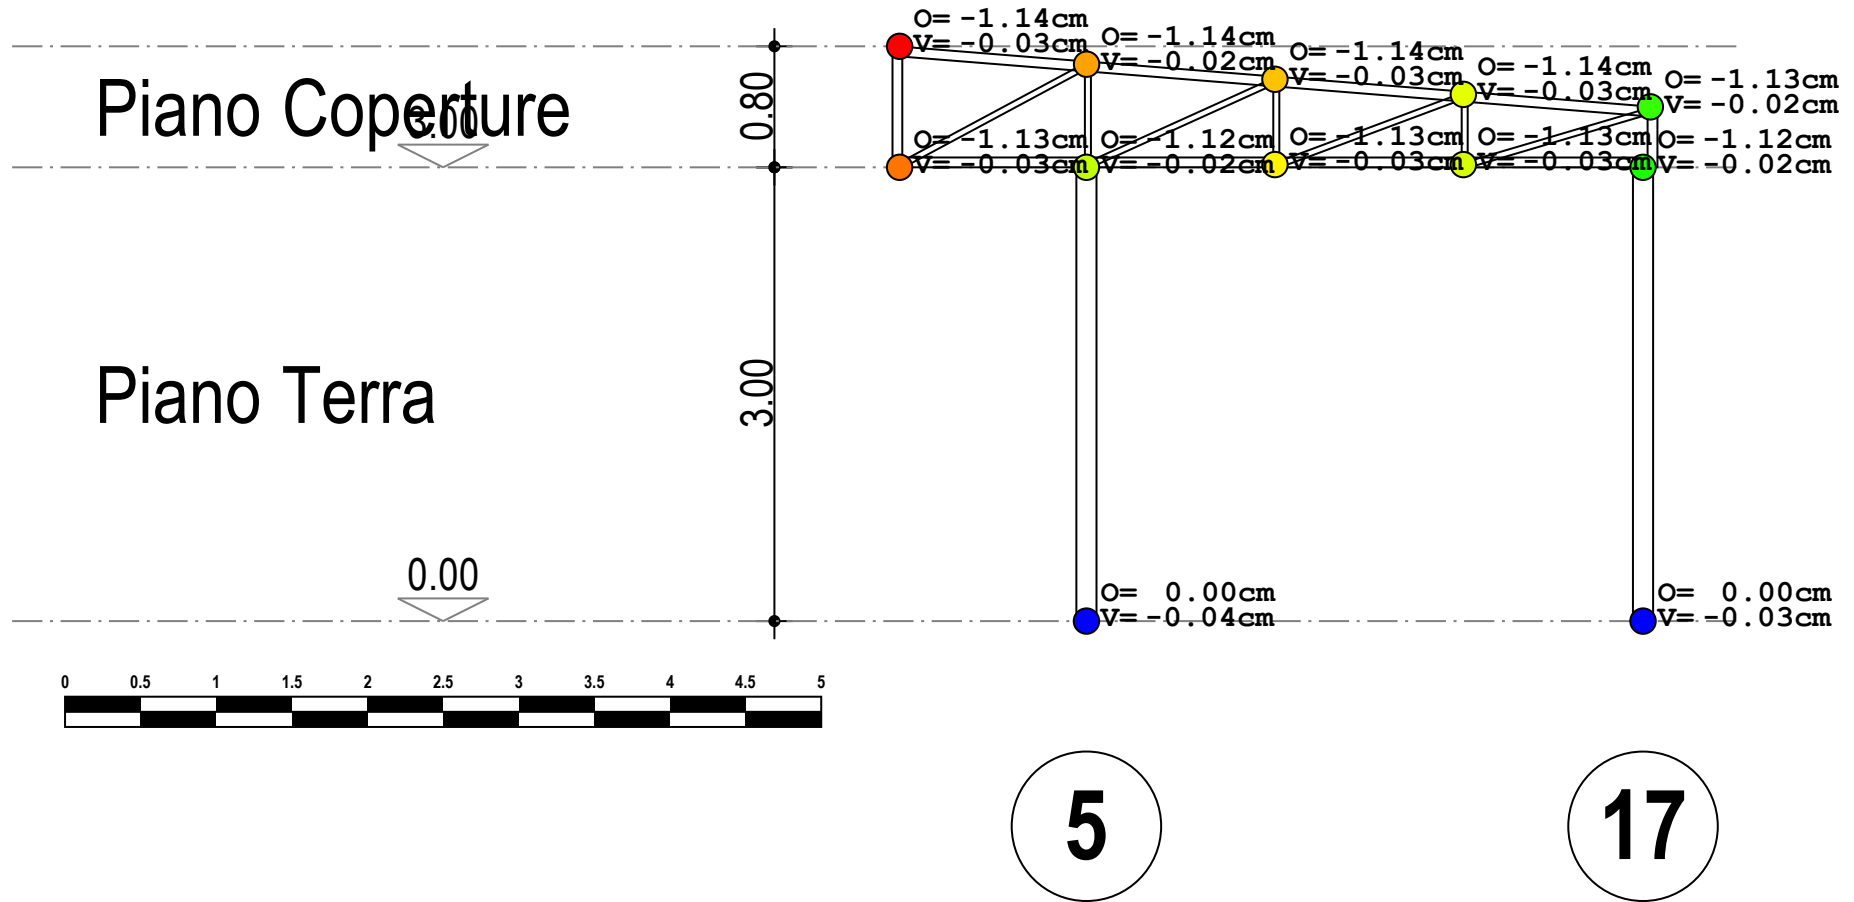 O= -1.14cm
V= -0.03cm
O= -1.14cm
V= -0.02cm
O= -1.14cm
V= -0.03cm
O= -1.14cm
V= -0.03cm
O= -1.13cm
V= -0.02cm
Piano Coperture
3.00
0.80
O= -1.13cm
V= -0.03cm
O= -1.12cm
V= -0.02cm
O= -1.13cm
V= -0.03cm
O= -1.13cm
V= -0.03cm
O= -1.12cm
V= -0.02cm
Piano Terra
3.00
0.00
O= 0.00cm
V= -0.04cm
O= 0.00cm
V= -0.03cm
0 0.5 1 1.5 2 2.5 3 3.5 4 4.5 5
5
17